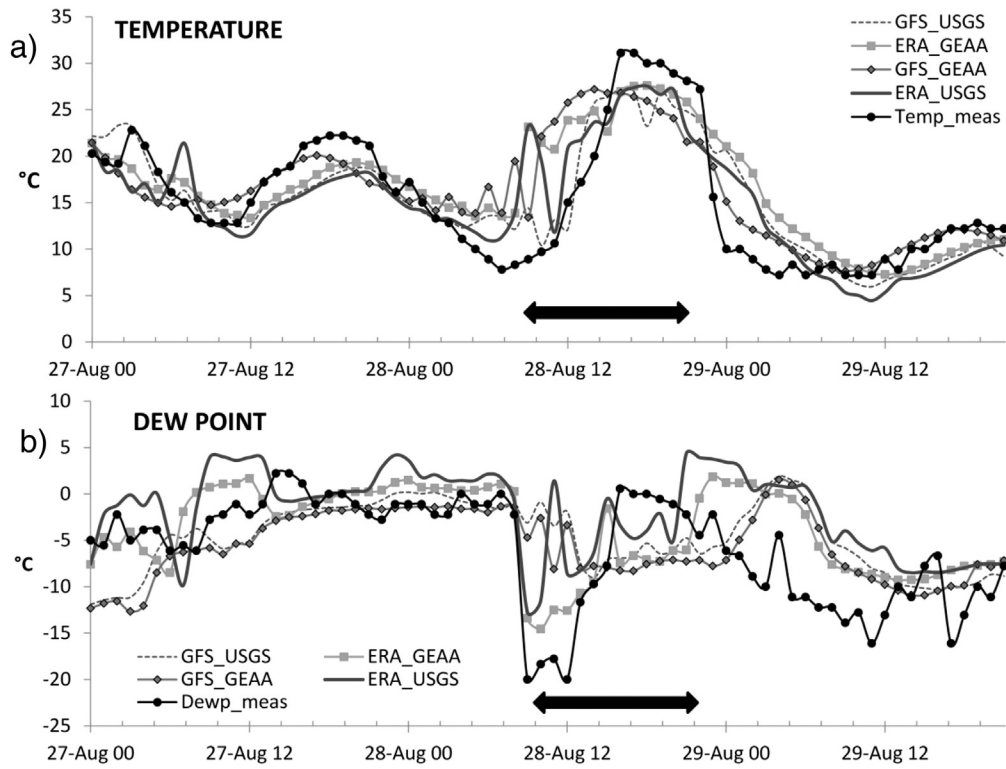 a)
TEMPERATURE
35
30
25
20
15
10
5
0
°C
GFS_USGS
ERA_GEAA
GFS_GEAA
ERA_USGS
Temp_meas
27-Aug 00
27-Aug 12
28-Aug 00
28-Aug 12
29-Aug 00
29-Aug 12
b)
DEW POINT
10
5
0
-5
-10
-15
-20
-25
°C
GFS_USGS
ERA_GEAA
GFS_GEAA
ERA_USGS
Dewp_meas
27-Aug 00
27-Aug 12
28-Aug 00
28-Aug 12
29-Aug 00
29-Aug 12